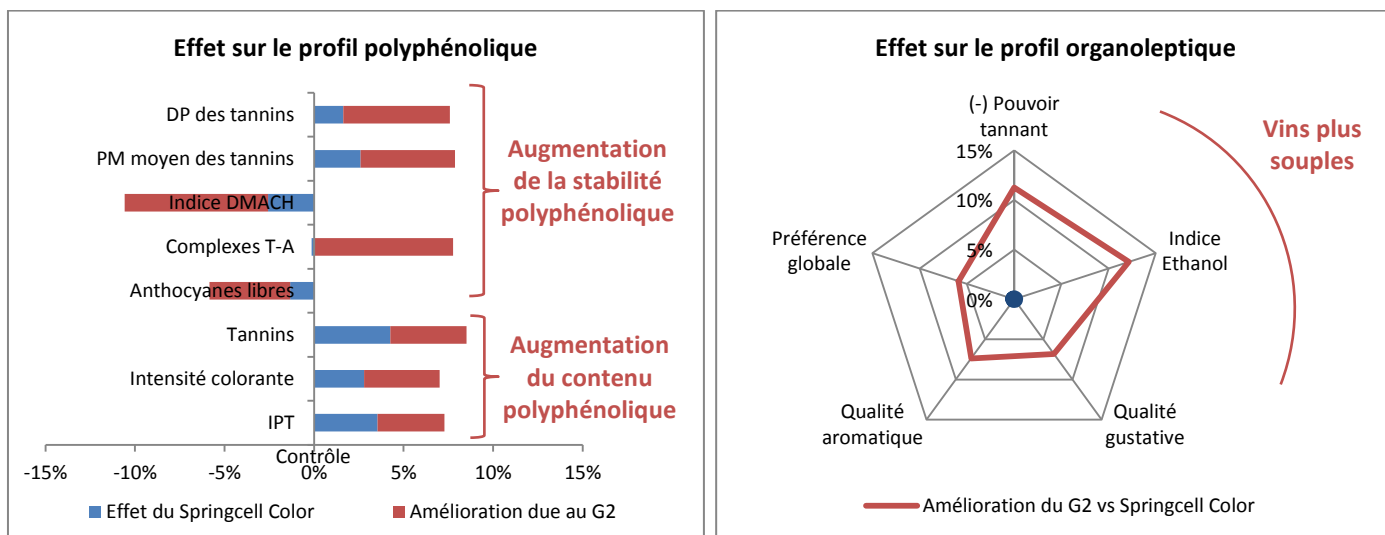 Effet sur le profil polyphénolique
DP des tannins
PM moyen des tannins
Indice DMACH
Complexes T-A
Anthocyanes libres
Tannins
Intensité colorante
IPT
Augmentation
de la stabilité
polyphénolique
Augmentation
du contenu
polyphénolique
Contrôle
-15% -10% -5% 0% 5% 10% 15%
Effet du Springcell Color Amélioration due au G2
Effet sur le profil organoleptique
(-) Pouvoir
tannant
15%
10%
5%
0%
Indice
Ethanol
Qualité
gustative
Qualité
aromatique
Préférence
globale
Vins plus
souples
Amélioration du G2 vs Springcell Color